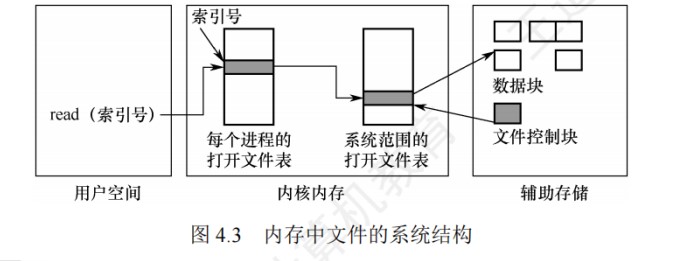 索引号
read（索引号）
每个进程的
打开文件表
系统范围的
打开文件表
数据块
文件控制块
用户空间
内核内存
辅助存储
图 4.3 内存中文件的系统结构